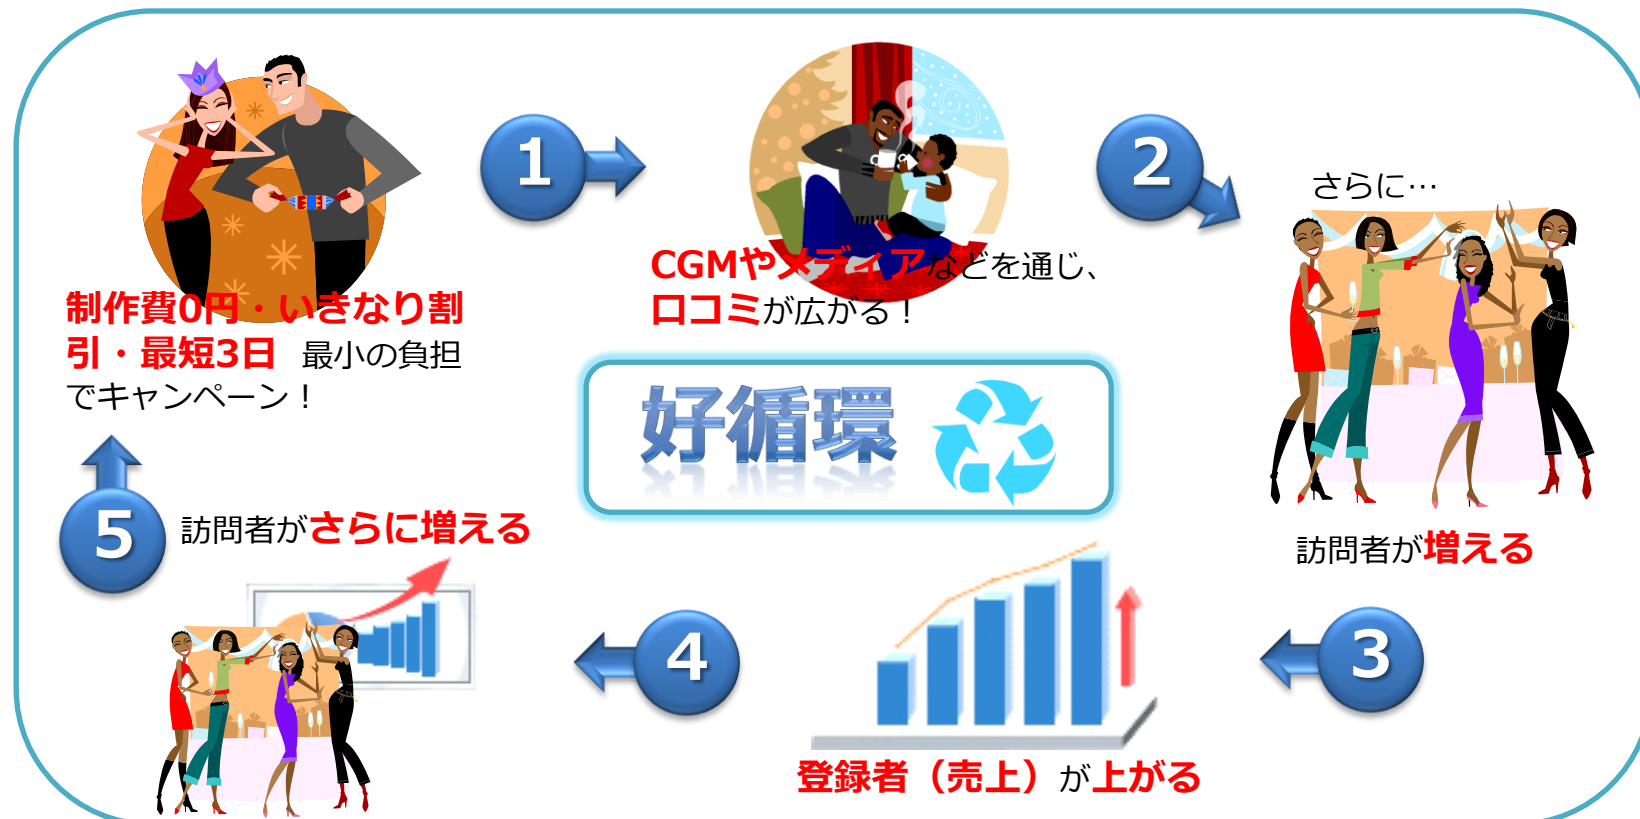 制作費0円・いきなり割
引・最短3日 最小の負担
でキャンペーン！
1
CGMやメディアなどを通じ、
口コミが広がる！
2
さらに…
訪問者が増える
3
登録者（売上）が上がる
4
訪問者がさらに増える
5
好循環